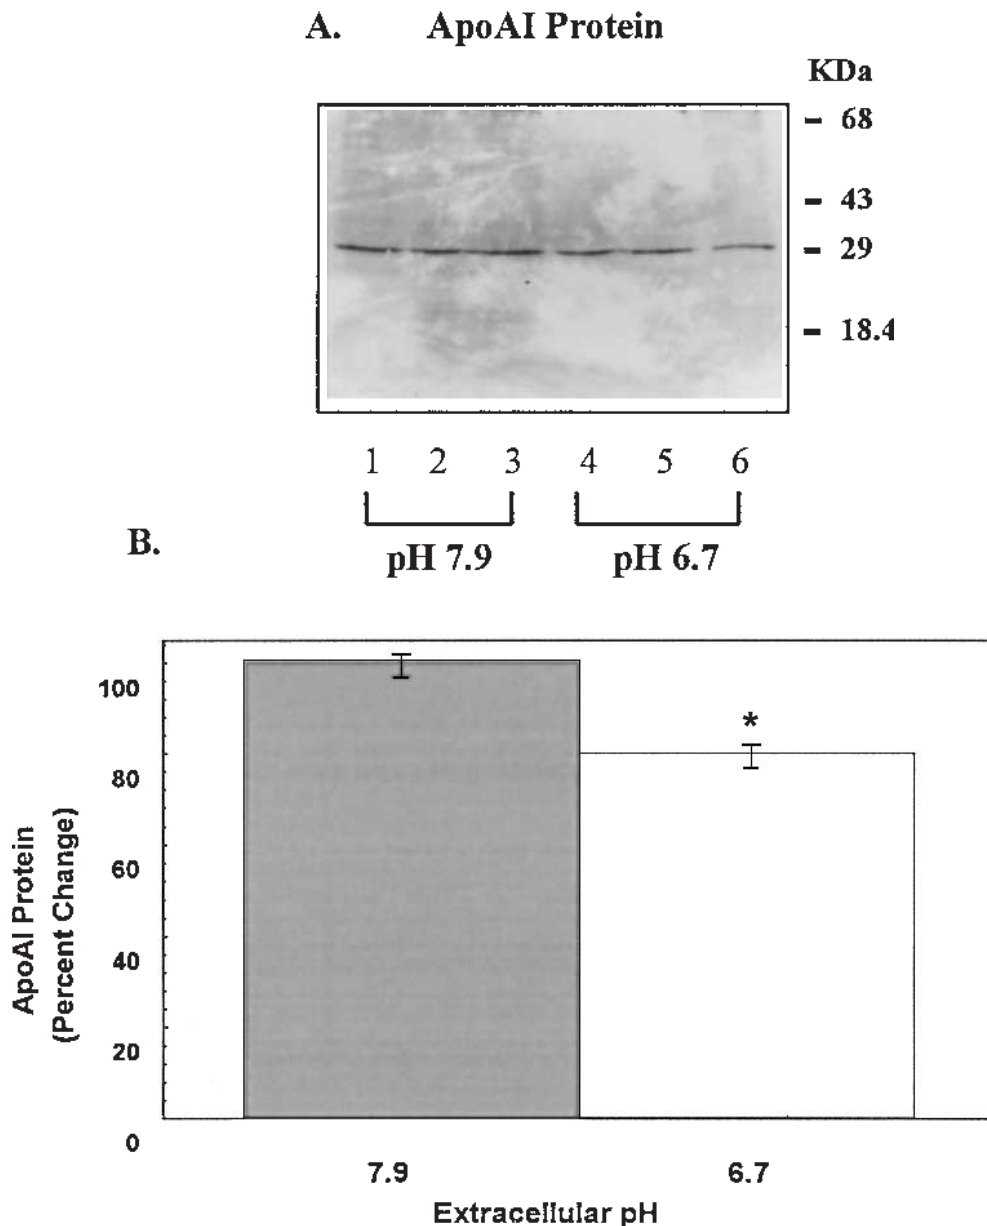 A. ApoAI Protein
KDa
– 68
– 43
– 29
– 18.4
1 2 3 4 5 6
pH 7.9 pH 6.7
B.
ApoAI Protein
(Percent Change)
100
80
60
40
20
0
*
7.9 6.7
Extracellular pH